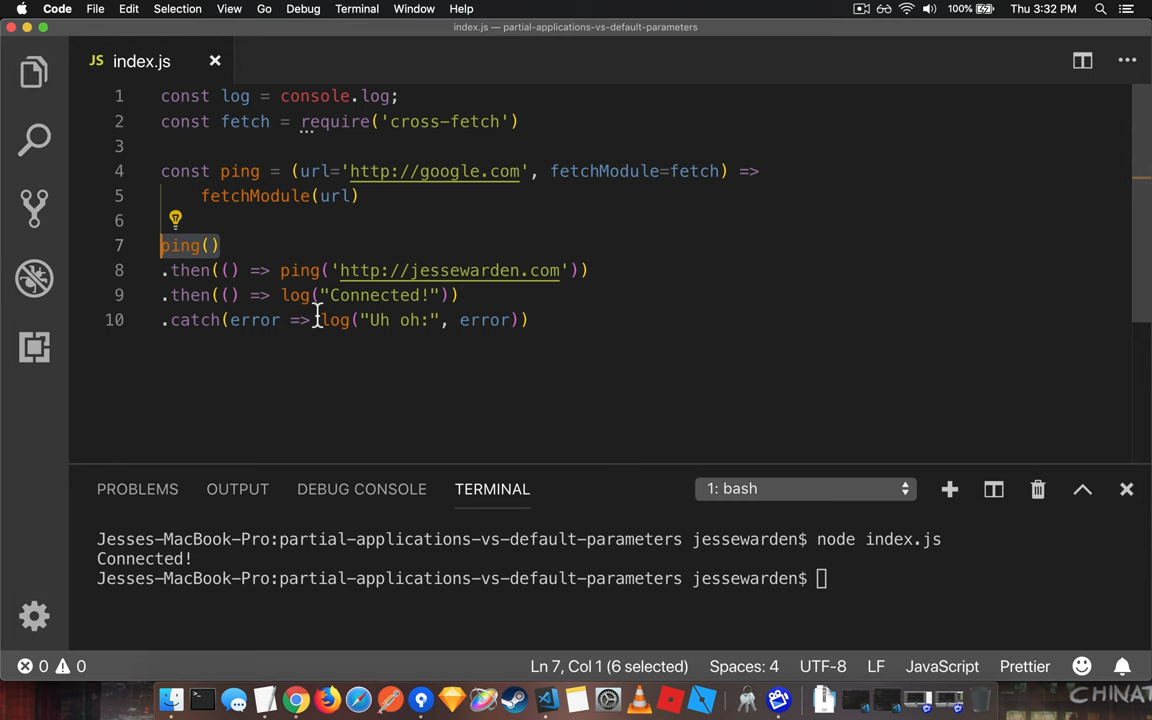 Code File Edit Selection View Go Debug Terminal Window Help 100% Thu 3:32 PM
index.js — partial-applications-vs-default-parameters
JS index.js
1 const log = console.log;
2 const fetch = require('cross-fetch')
3
4 const ping = (url='http://google.com', fetchModule=fetch) =>
5 fetchModule(url)
6
7 ping()
8 .then(() => ping('http://jessewarden.com'))
9 .then(() => log("Connected!"))
10 .catch(error => log("Uh oh:", error))
PROBLEMS OUTPUT DEBUG CONSOLE TERMINAL 1: bash
Jesses-MacBook-Pro:partial-applications-vs-default-parameters jessewarden$ node index.js
Connected!
Jesses-MacBook-Pro:partial-applications-vs-default-parameters jessewarden$
0 0 Ln 7, Col 1 (6 selected) Spaces: 4 UTF-8 LF JavaScript Prettier
CHINAT